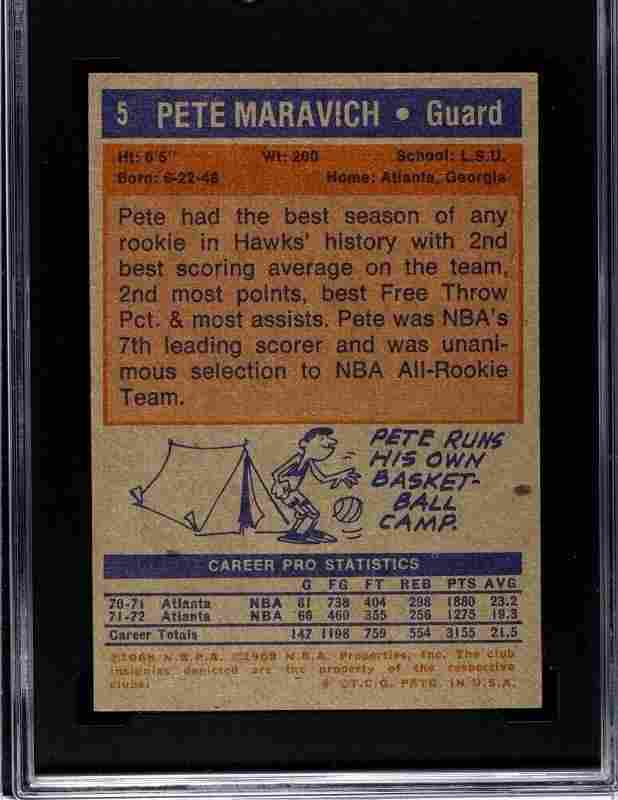 5 PETE MARAVICH • Guard
Ht: 6'5" Wt: 200 School: L.S.U.
Born: 6-22-48 Home: Atlanta, Georgia
Pete had the best season of any
rookie in Hawks' history with 2nd
best scoring average on the team,
2nd most points, best Free Throw
Pct. & most assists. Pete was NBA's
7th leading scorer and was unani-
mous selection to NBA All-Rookie
Team.
PETE RUNS
HIS OWN
BASKET-
BALL
CAMP.
CAREER PRO STATISTICS
G FG FT REB PTS AVG
70-71 Atlanta NBA 81 738 404 298 1880 23.2
71-72 Atlanta NBA 66 460 355 256 1275 19.3
Career Totals 147 1198 759 554 3155 21.5
©1968 N.B.P.A. ©1969 N.B.A. Properties, Inc. The club
insignias depicted are the property of the respective
clubs. © T.C.G. PRTD. IN U.S.A.